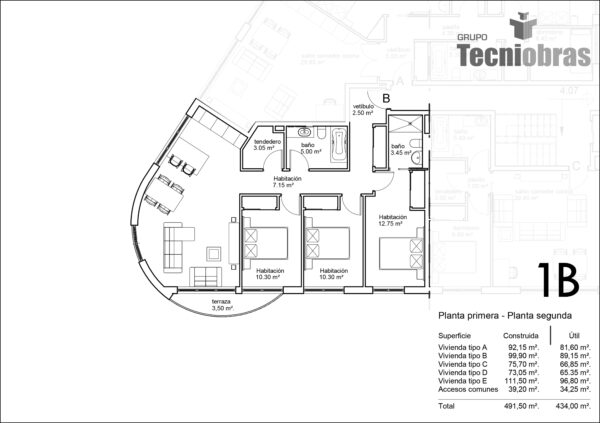 GRUPO
Tecniobras
A
B
4.07
C
vetíbulo
2.50 m²
tendedero
3.05 m²
baño
5.00 m²
baño
3.45 m²
Habitación
7.15 m²
Habitación
12.75 m²
Habitación
10.30 m²
Habitación
10.30 m²
terraza
3,50 m²
1B
Planta primera - Planta segunda
Superficie Construida Útil
Vivienda tipo A 92,15 m². 81,60 m².
Vivienda tipo B 99,90 m². 89,15 m².
Vivienda tipo C 75,70 m². 66,85 m².
Vivienda tipo D 73,05 m². 65.35 m².
Vivienda tipo E 111,50 m². 96,80 m².
Accesos comunes 39,20 m². 34,25 m².
Total 491,50 m². 434,00 m².